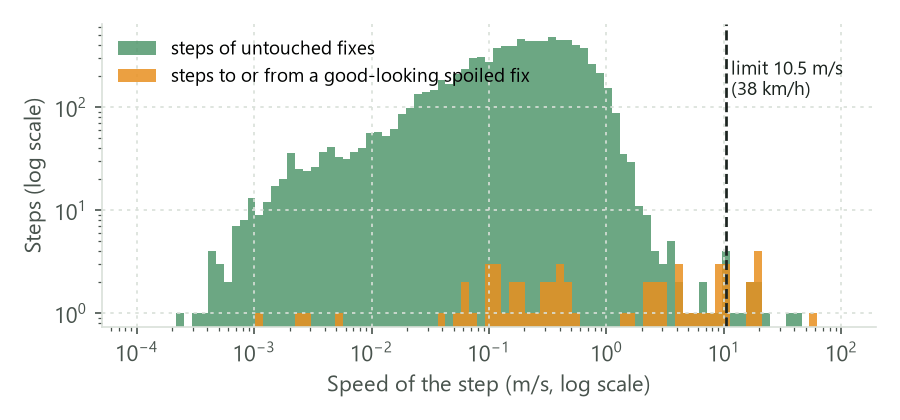 steps of untouched fixes
steps to or from a good-looking spoiled fix
limit 10.5 m/s
(38 km/h)
Steps (log scale)
10²
10¹
10⁰
10⁻⁴ 10⁻³ 10⁻² 10⁻¹ 10⁰ 10¹ 10²
Speed of the step (m/s, log scale)